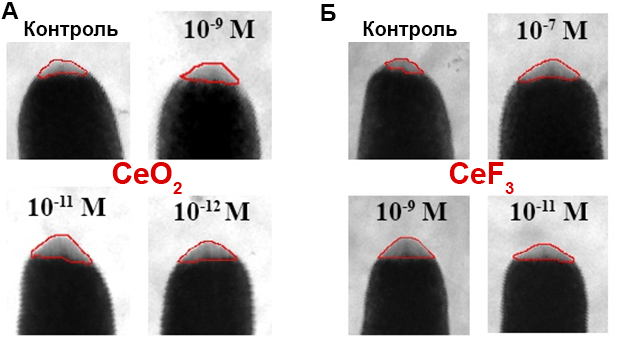 А
Контроль
10⁻⁹ М
CeO₂
10⁻¹¹ М
10⁻¹² М
Б
Контроль
10⁻⁷ М
CeF₃
10⁻⁹ М
10⁻¹¹ М